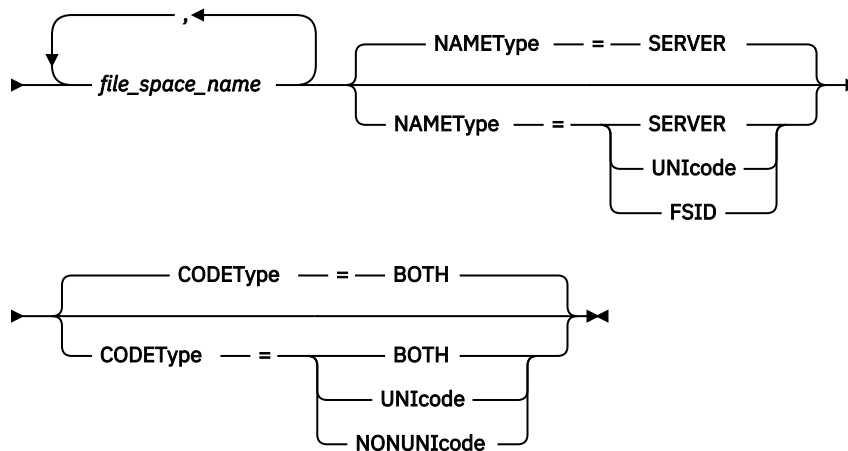 ,
file_space_name
NAMEType = SERVER
NAMEType = SERVER
UNIcode
FSID
CODEType = BOTH
CODEType = BOTH
UNIcode
NONUNIcode